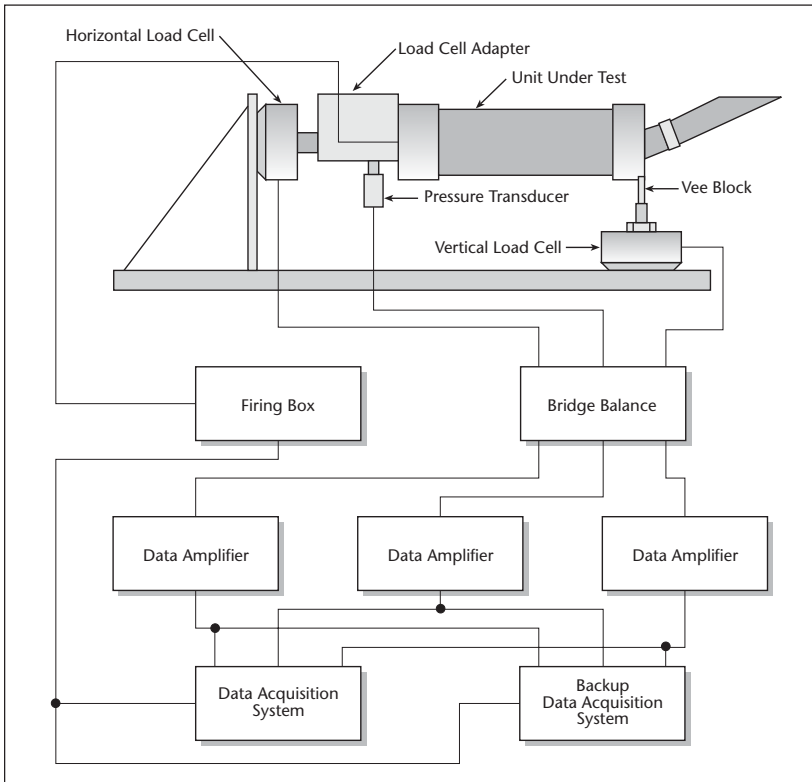 Horizontal Load Cell
Load Cell Adapter
Unit Under Test
Pressure Transducer
Vee Block
Vertical Load Cell
Firing Box
Bridge Balance
Data Amplifier
Data Amplifier
Data Amplifier
Data Acquisition
System
Backup
Data Acquisition
System